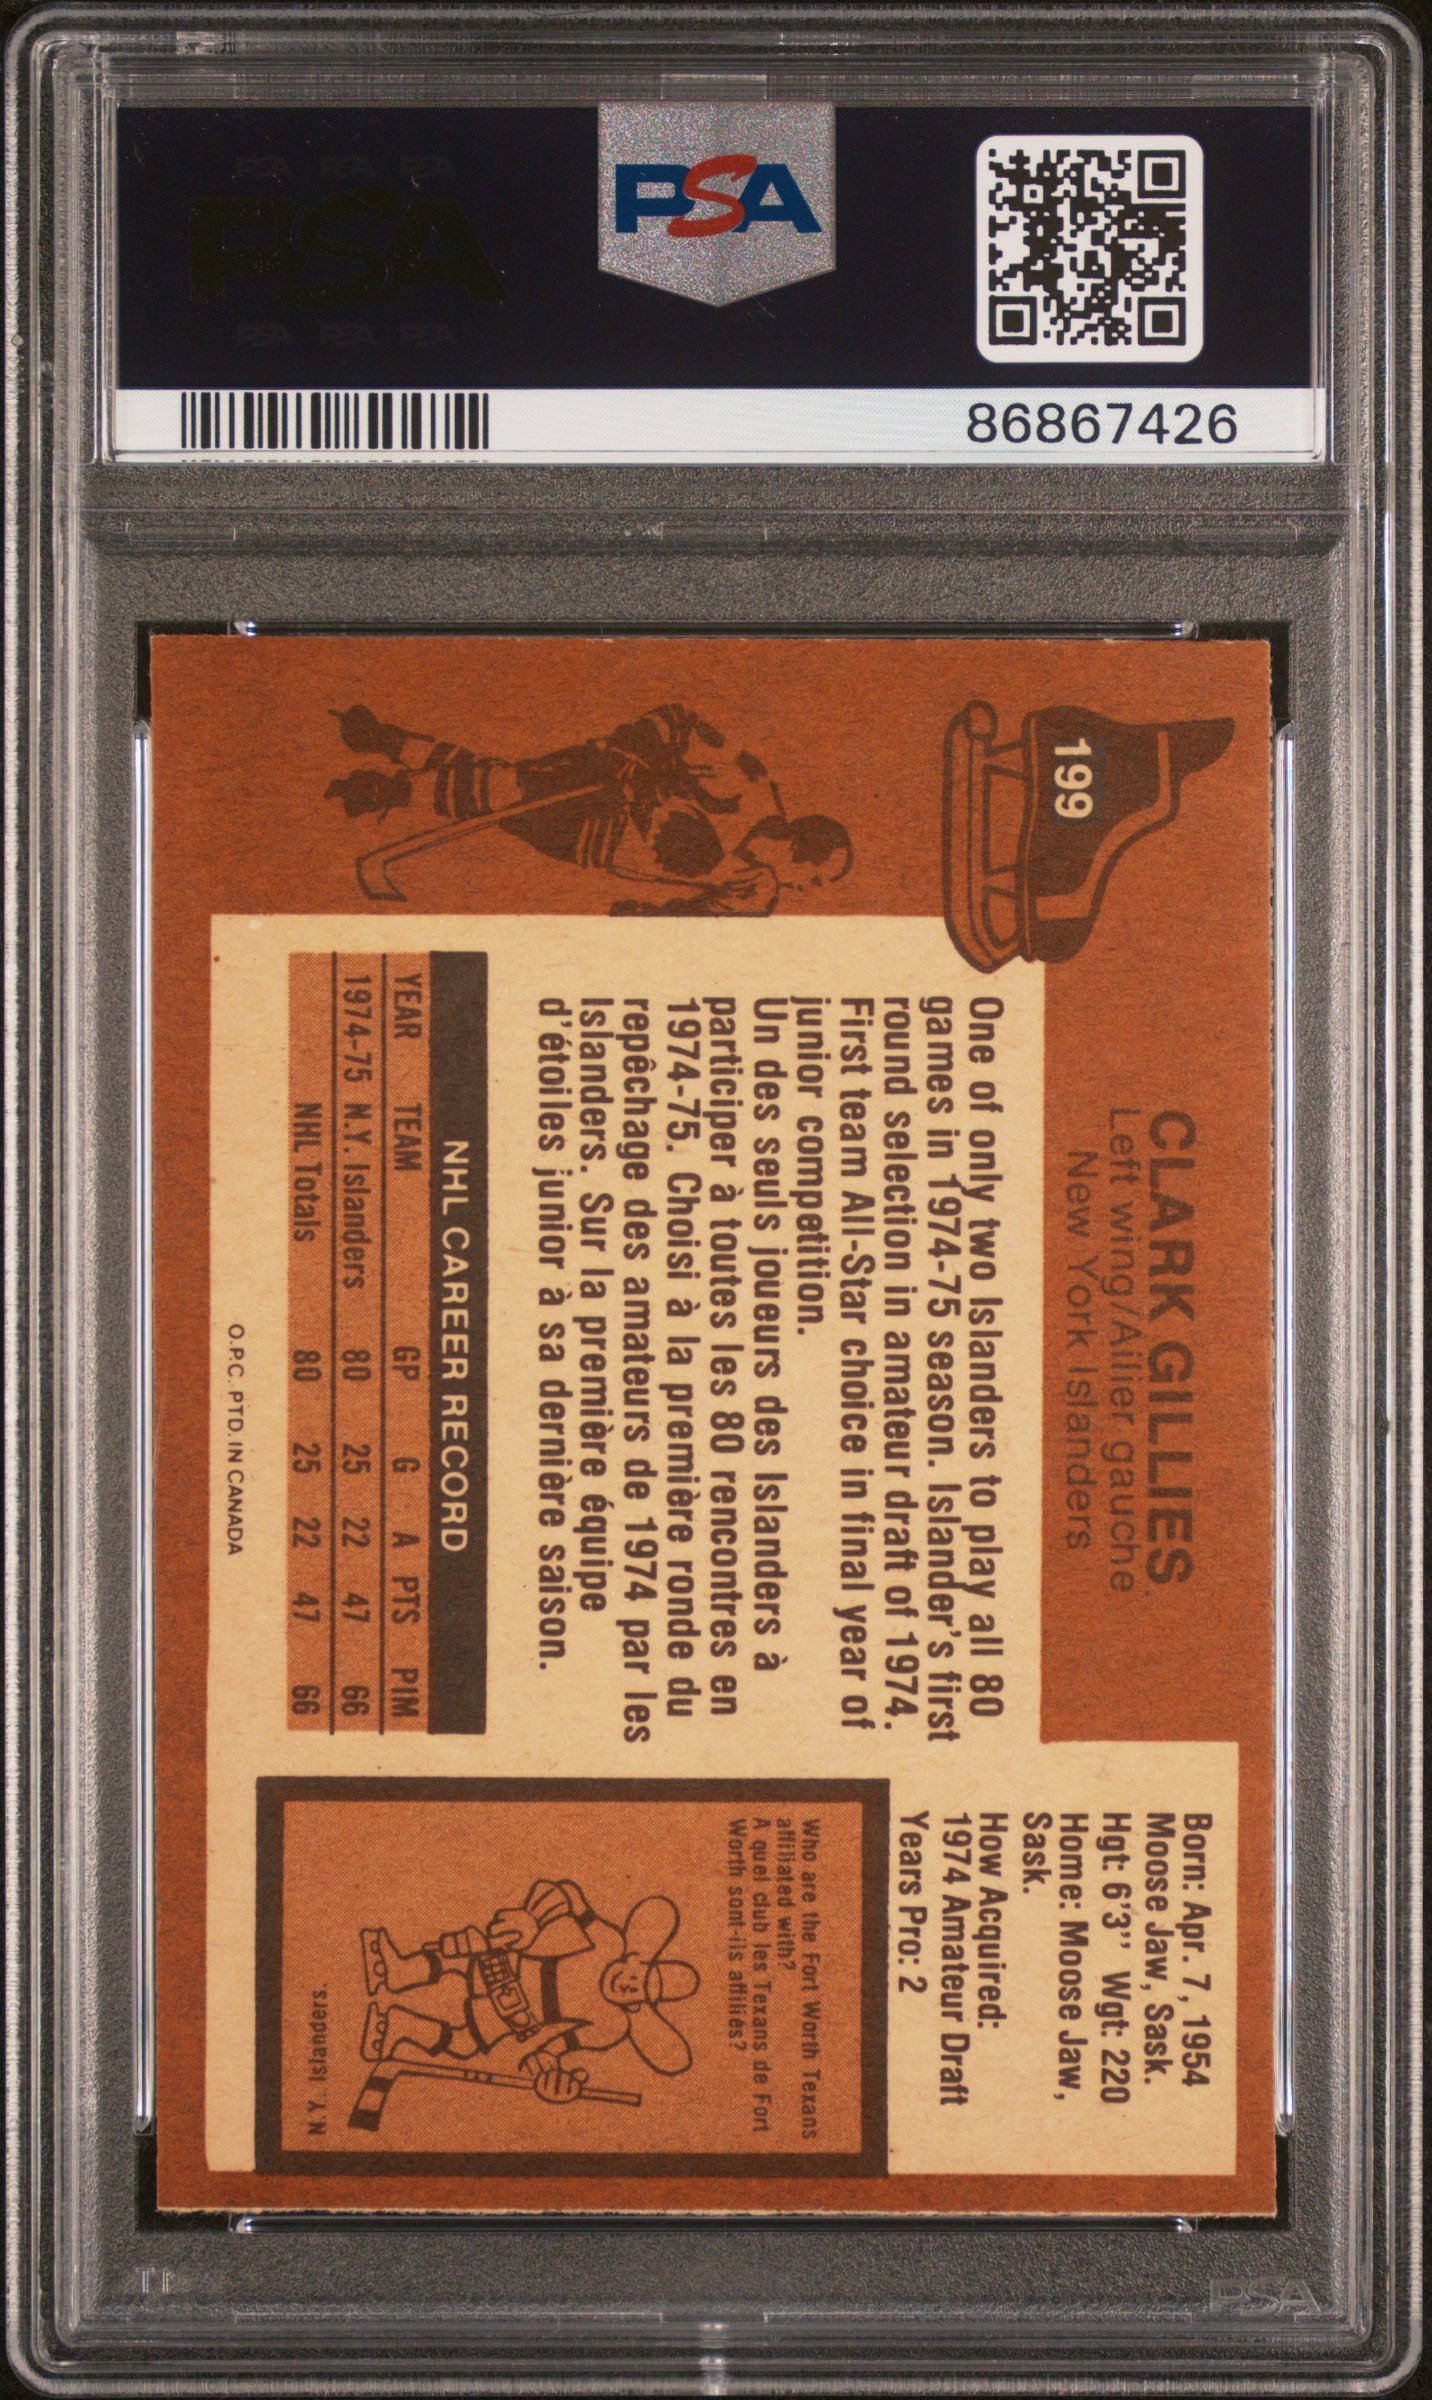 PSA
PSA PSA PSA
PSA
PSA PSA PSA
86867426
199
CLARK GILLIES
Left wing/Ailier gauche
New York Islanders
Born: Apr. 7, 1954
Moose Jaw, Sask.
Hgt: 6'3" Wgt: 220
Home: Moose Jaw,
Sask.
How Acquired:
1974 Amateur Draft
Years Pro: 2
One of only two Islanders to play all 80
games in 1974-75 season. Islander's first
round selection in amateur draft of 1974.
First team All-Star choice in final year of
junior competition.
Un des seuls joueurs des Islanders à
participer à toutes les 80 rencontres en
1974-75. Choisi à la première ronde du
repêchage des amateurs de 1974 par les
Islanders. Sur la première équipe
d'étoiles junior à sa dernière saison.
NHL CAREER RECORD
YEAR TEAM GP G A PTS PIM
1974-75 N.Y. Islanders 80 25 22 47 66
NHL Totals 80 25 22 47 66
O.P.C. PTD. IN CANADA
Who are the Fort Worth Texans
affiliated with?
A quel club les Texans de Fort
Worth sont-ils affiliés?
N.Y. Islanders.
PSA